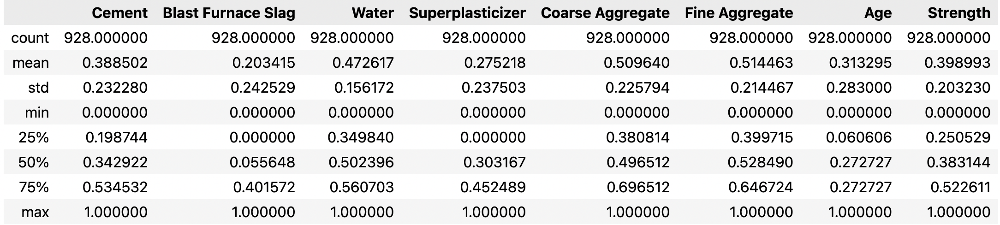 Cement Blast Furnace Slag Water Superplasticizer Coarse Aggregate Fine Aggregate Age Strength
count 928.000000 928.000000 928.000000 928.000000 928.000000 928.000000 928.000000 928.000000
mean 0.388502 0.203415 0.472617 0.275218 0.509640 0.514463 0.313295 0.398993
std 0.232280 0.242529 0.156172 0.237503 0.225794 0.214467 0.283000 0.203230
min 0.000000 0.000000 0.000000 0.000000 0.000000 0.000000 0.000000 0.000000
25% 0.198744 0.000000 0.349840 0.000000 0.380814 0.399715 0.060606 0.250529
50% 0.342922 0.055648 0.502396 0.303167 0.496512 0.528490 0.272727 0.383144
75% 0.534532 0.401572 0.560703 0.452489 0.696512 0.646724 0.272727 0.522611
max 1.000000 1.000000 1.000000 1.000000 1.000000 1.000000 1.000000 1.000000